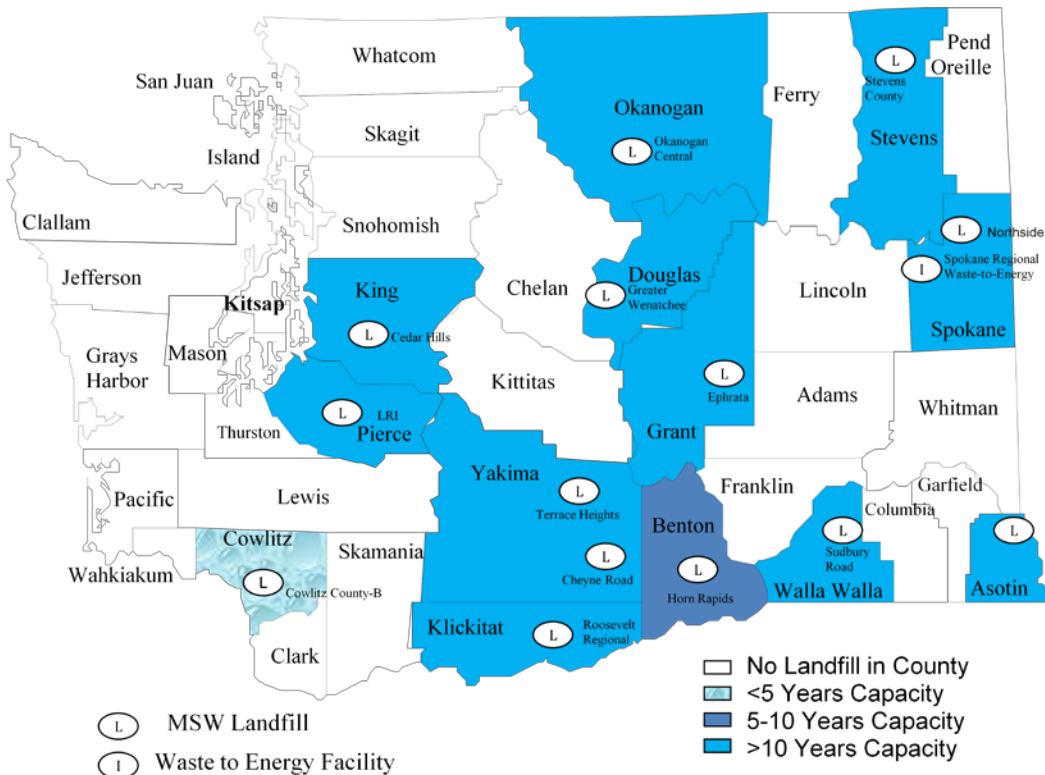 Whatcom
San Juan
Skagit
Island
Clallam
Snohomish
Jefferson
Kitsap
King
L
Cedar Hills
Mason
Grays
Harbor
L
LRI
Pierce
Thurston
Okanogan
L
Okanogan
Central
Ferry
Pend
Oreille
L
Stevens
County
Stevens
L
Northside
I
Spokane Regional
Waste-to-Energy
Spokane
Douglas
L
Greater
Wenatchee
Chelan
Lincoln
Kittitas
L
Ephrata
Grant
Adams
Whitman
Pacific
Lewis
Yakima
L
Terrace Heights
L
Cheyne Road
Benton
L
Horn Rapids
Franklin
Columbia
Garfield
L
Sudbury
Road
Walla Walla
L
Asotin
Wahkiakum
Cowlitz
L
Cowlitz County-B
Skamania
Clark
Klickitat
L
Roosevelt
Regional
L
MSW Landfill
I
Waste to Energy Facility
No Landfill in County
<5 Years Capacity
5-10 Years Capacity
>10 Years Capacity